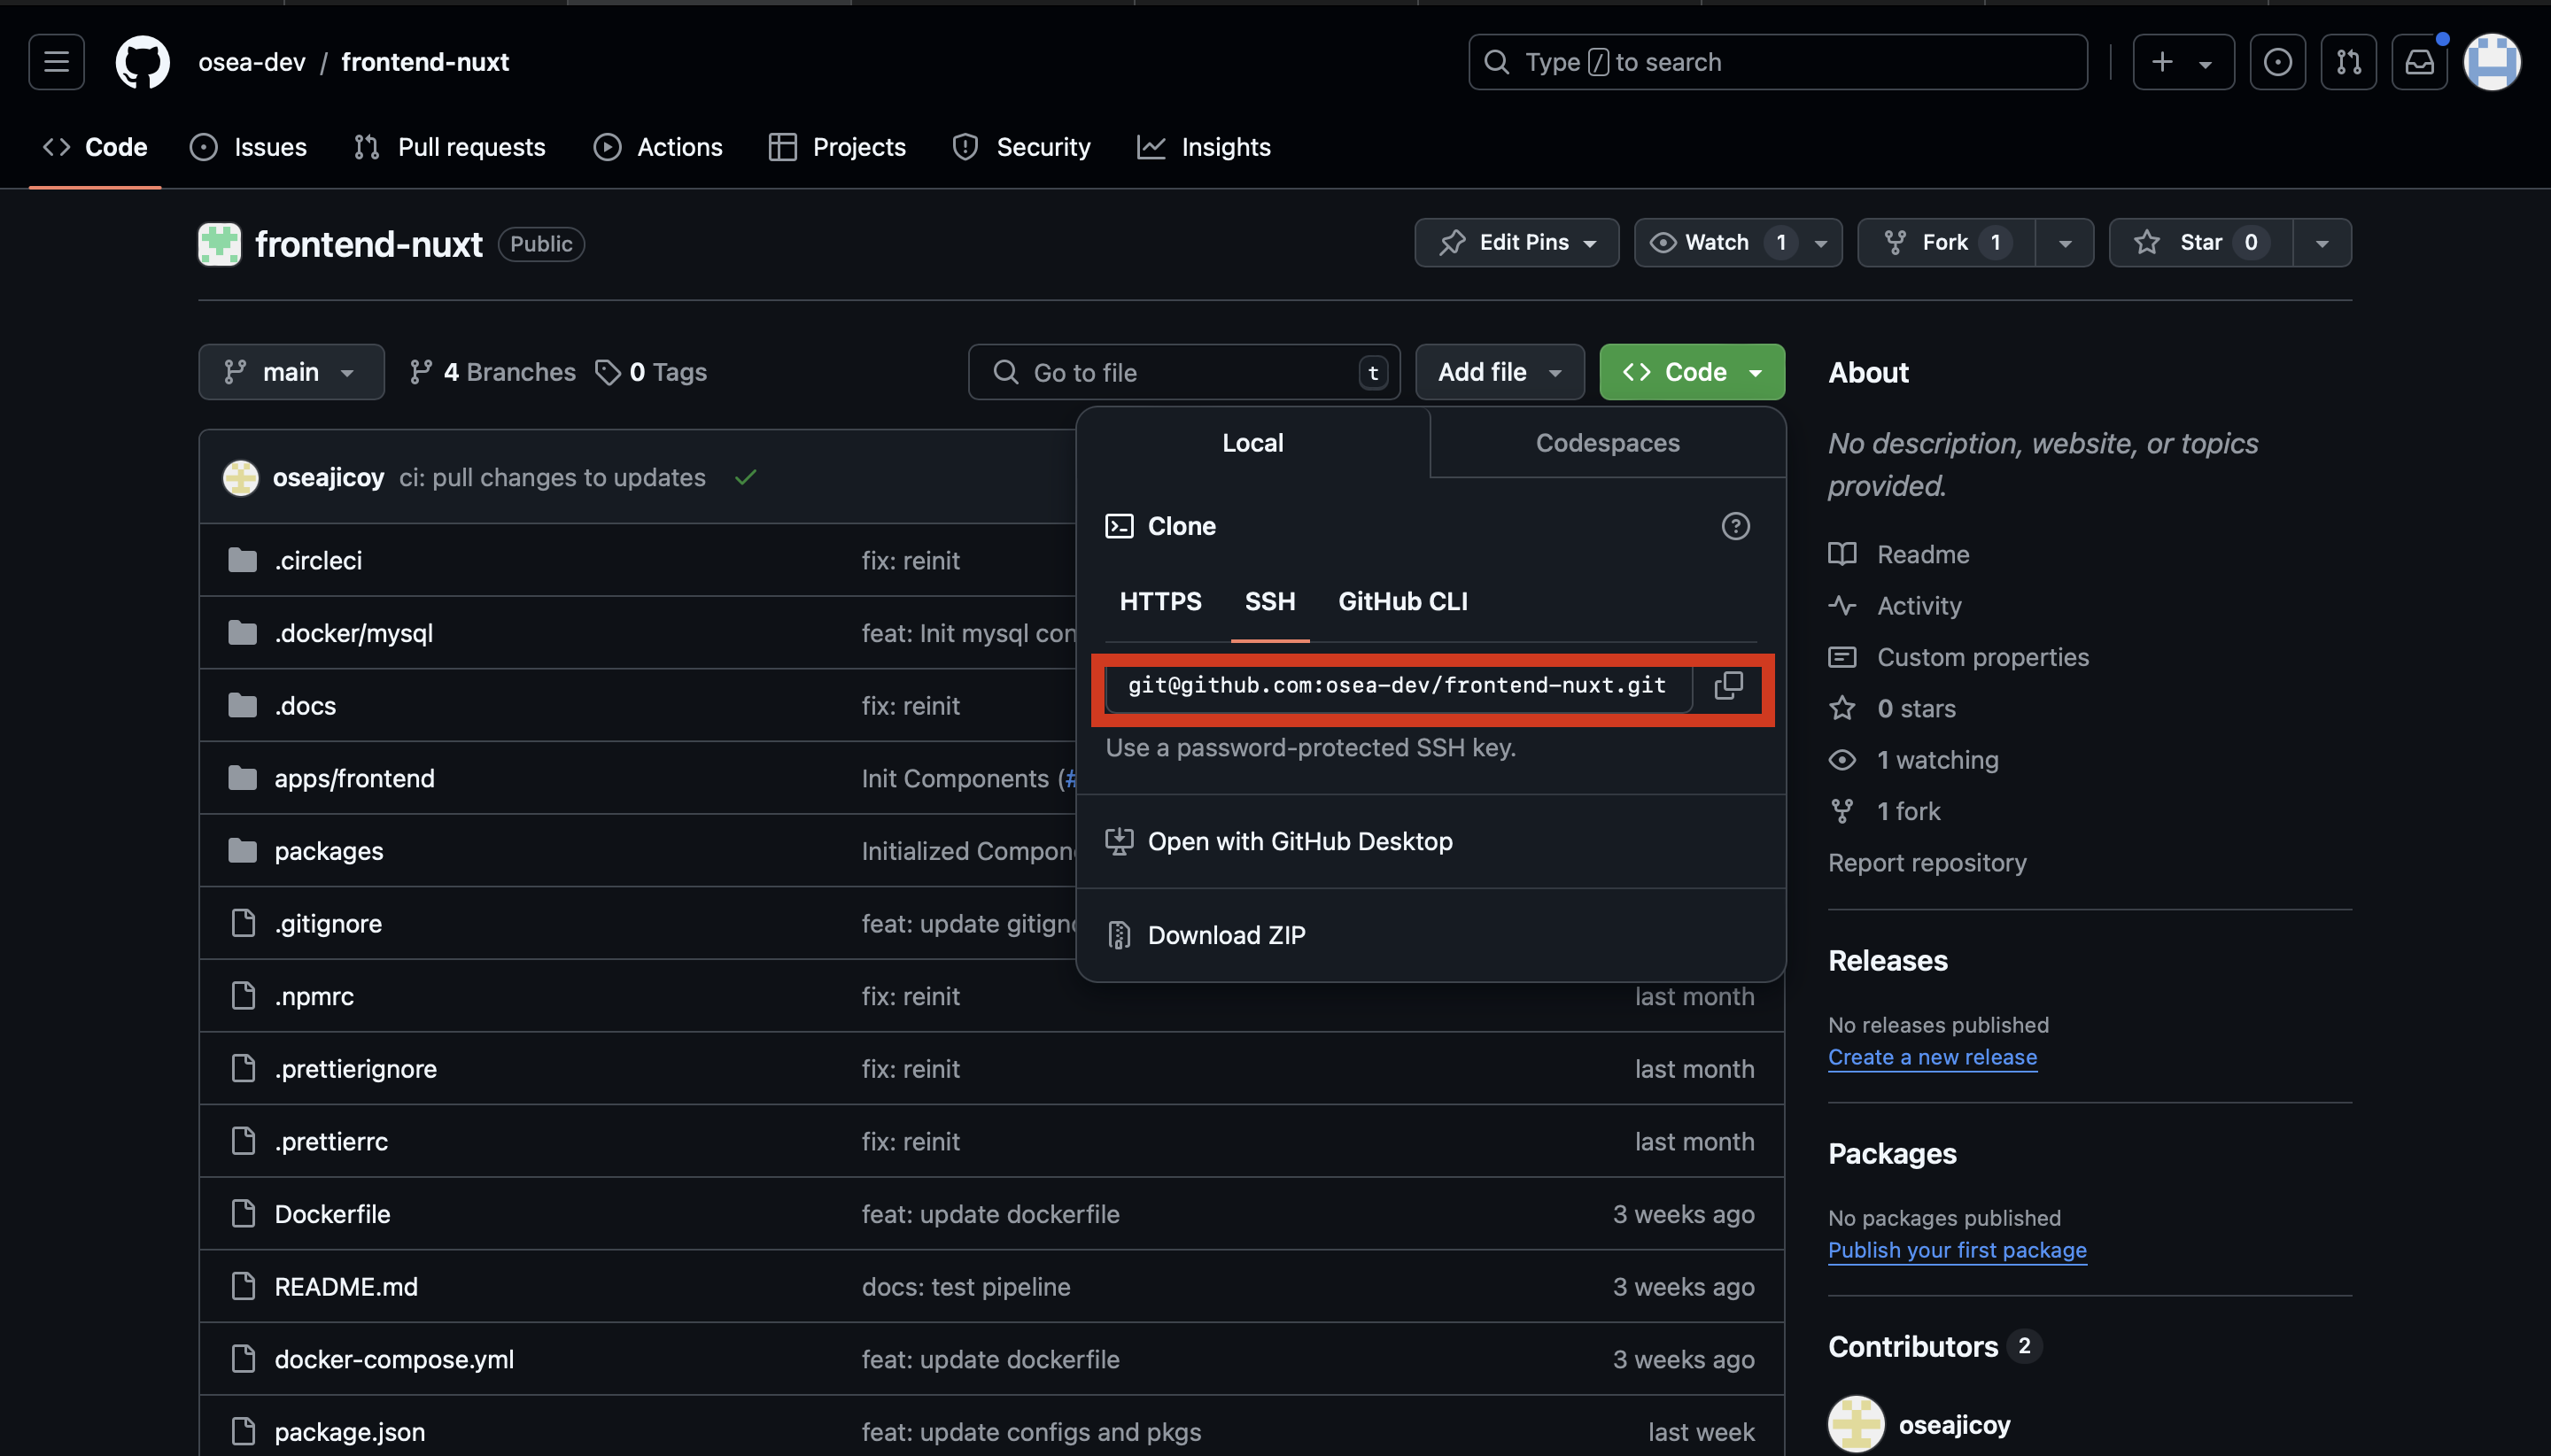 osea-dev / frontend-nuxt
Type / to search
Code Issues Pull requests Actions Projects Security Insights
frontend-nuxt Public
Edit Pins Watch 1 Fork 1 Star 0
main 4 Branches 0 Tags Go to file t Add file Code
oseajicoy ci: pull changes to updates
.circleci fix: reinit
.docker/mysql feat: Init mysql con
.docs fix: reinit
apps/frontend Init Components (#
packages Initialized Compon
.gitignore feat: update gitign
.npmrc fix: reinit last month
.prettierignore fix: reinit last month
.prettierrc fix: reinit last month
Dockerfile feat: update dockerfile 3 weeks ago
README.md docs: test pipeline 3 weeks ago
docker-compose.yml feat: update dockerfile 3 weeks ago
package.json feat: update configs and pkgs last week
Local Codespaces
Clone
HTTPS SSH GitHub CLI
git@github.com:osea-dev/frontend-nuxt.git
Use a password-protected SSH key.
Open with GitHub Desktop
Download ZIP
About
No description, website, or topics
provided.
Readme
Activity
Custom properties
0 stars
1 watching
1 fork
Report repository
Releases
No releases published
Create a new release
Packages
No packages published
Publish your first package
Contributors 2
oseajicoy